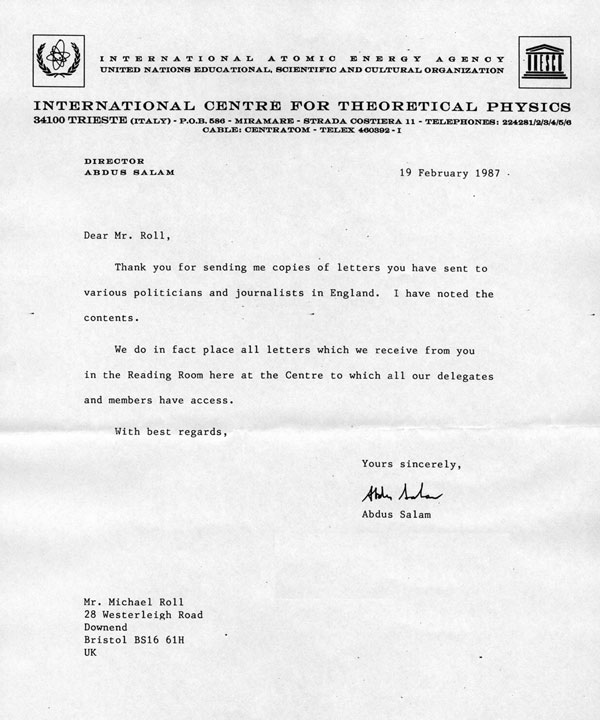 INTERNATIONAL ATOMIC ENERGY AGENCY
UNITED NATIONS EDUCATIONAL, SCIENTIFIC AND CULTURAL ORGANIZATION
UNESCO
INTERNATIONAL CENTRE FOR THEORETICAL PHYSICS
34100 TRIESTE (ITALY) - P.O.B. 586 - MIRAMARE - STRADA COSTIERA 11 - TELEPHONES: 224281/2/3/4/5/6
CABLE: CENTRATOM - TELEX 460392 - I
DIRECTOR
ABDUS SALAM
19 February 1987
Dear Mr. Roll,
Thank you for sending me copies of letters you have sent to
various politicians and journalists in England. I have noted the
contents.
We do in fact place all letters which we receive from you
in the Reading Room here at the Centre to which all our delegates
and members have access.
With best regards,
Yours sincerely,
Abdus Salam
Abdus Salam
Mr. Michael Roll
28 Westerleigh Road
Downend
Bristol BS16 61H
UK